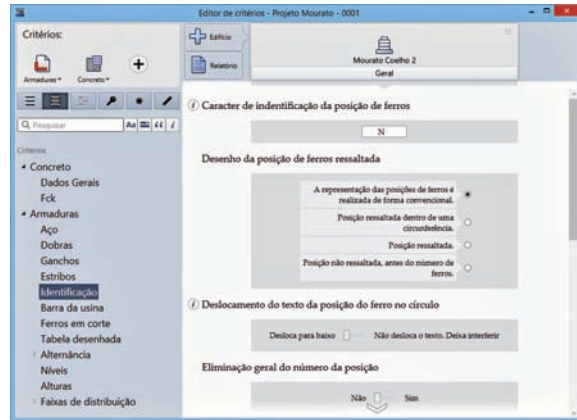 Editor de critérios - Projeto Mourato - 0001
Critérios:
Armaduras
Concreto
Edifício
Relatório
Mourato Coelho 2
Geral
Pesquisar
Aa
Critérios
Concreto
Dados Gerais
Fck
Armaduras
Aço
Dobras
Ganchos
Estribos
Identificação
Barra da usina
Ferros em corte
Tabela desenhada
Alternância
Níveis
Alturas
Faixas de distribuição
i Caracter de indentificação da posição de ferros
N
Desenho da posição de ferros ressaltada
A representação das posições de ferros é
realizada de forma convencional.
Posição ressaltada dentro de uma
circunferência.
Posição ressaltada.
Posição não ressaltada, antes do número de
ferros.
i Deslocamento do texto da posição do ferro no círculo
Desloca para baixo Não desloca o texto. Deixa interferir
Eliminação geral do número da posição
Não Sim